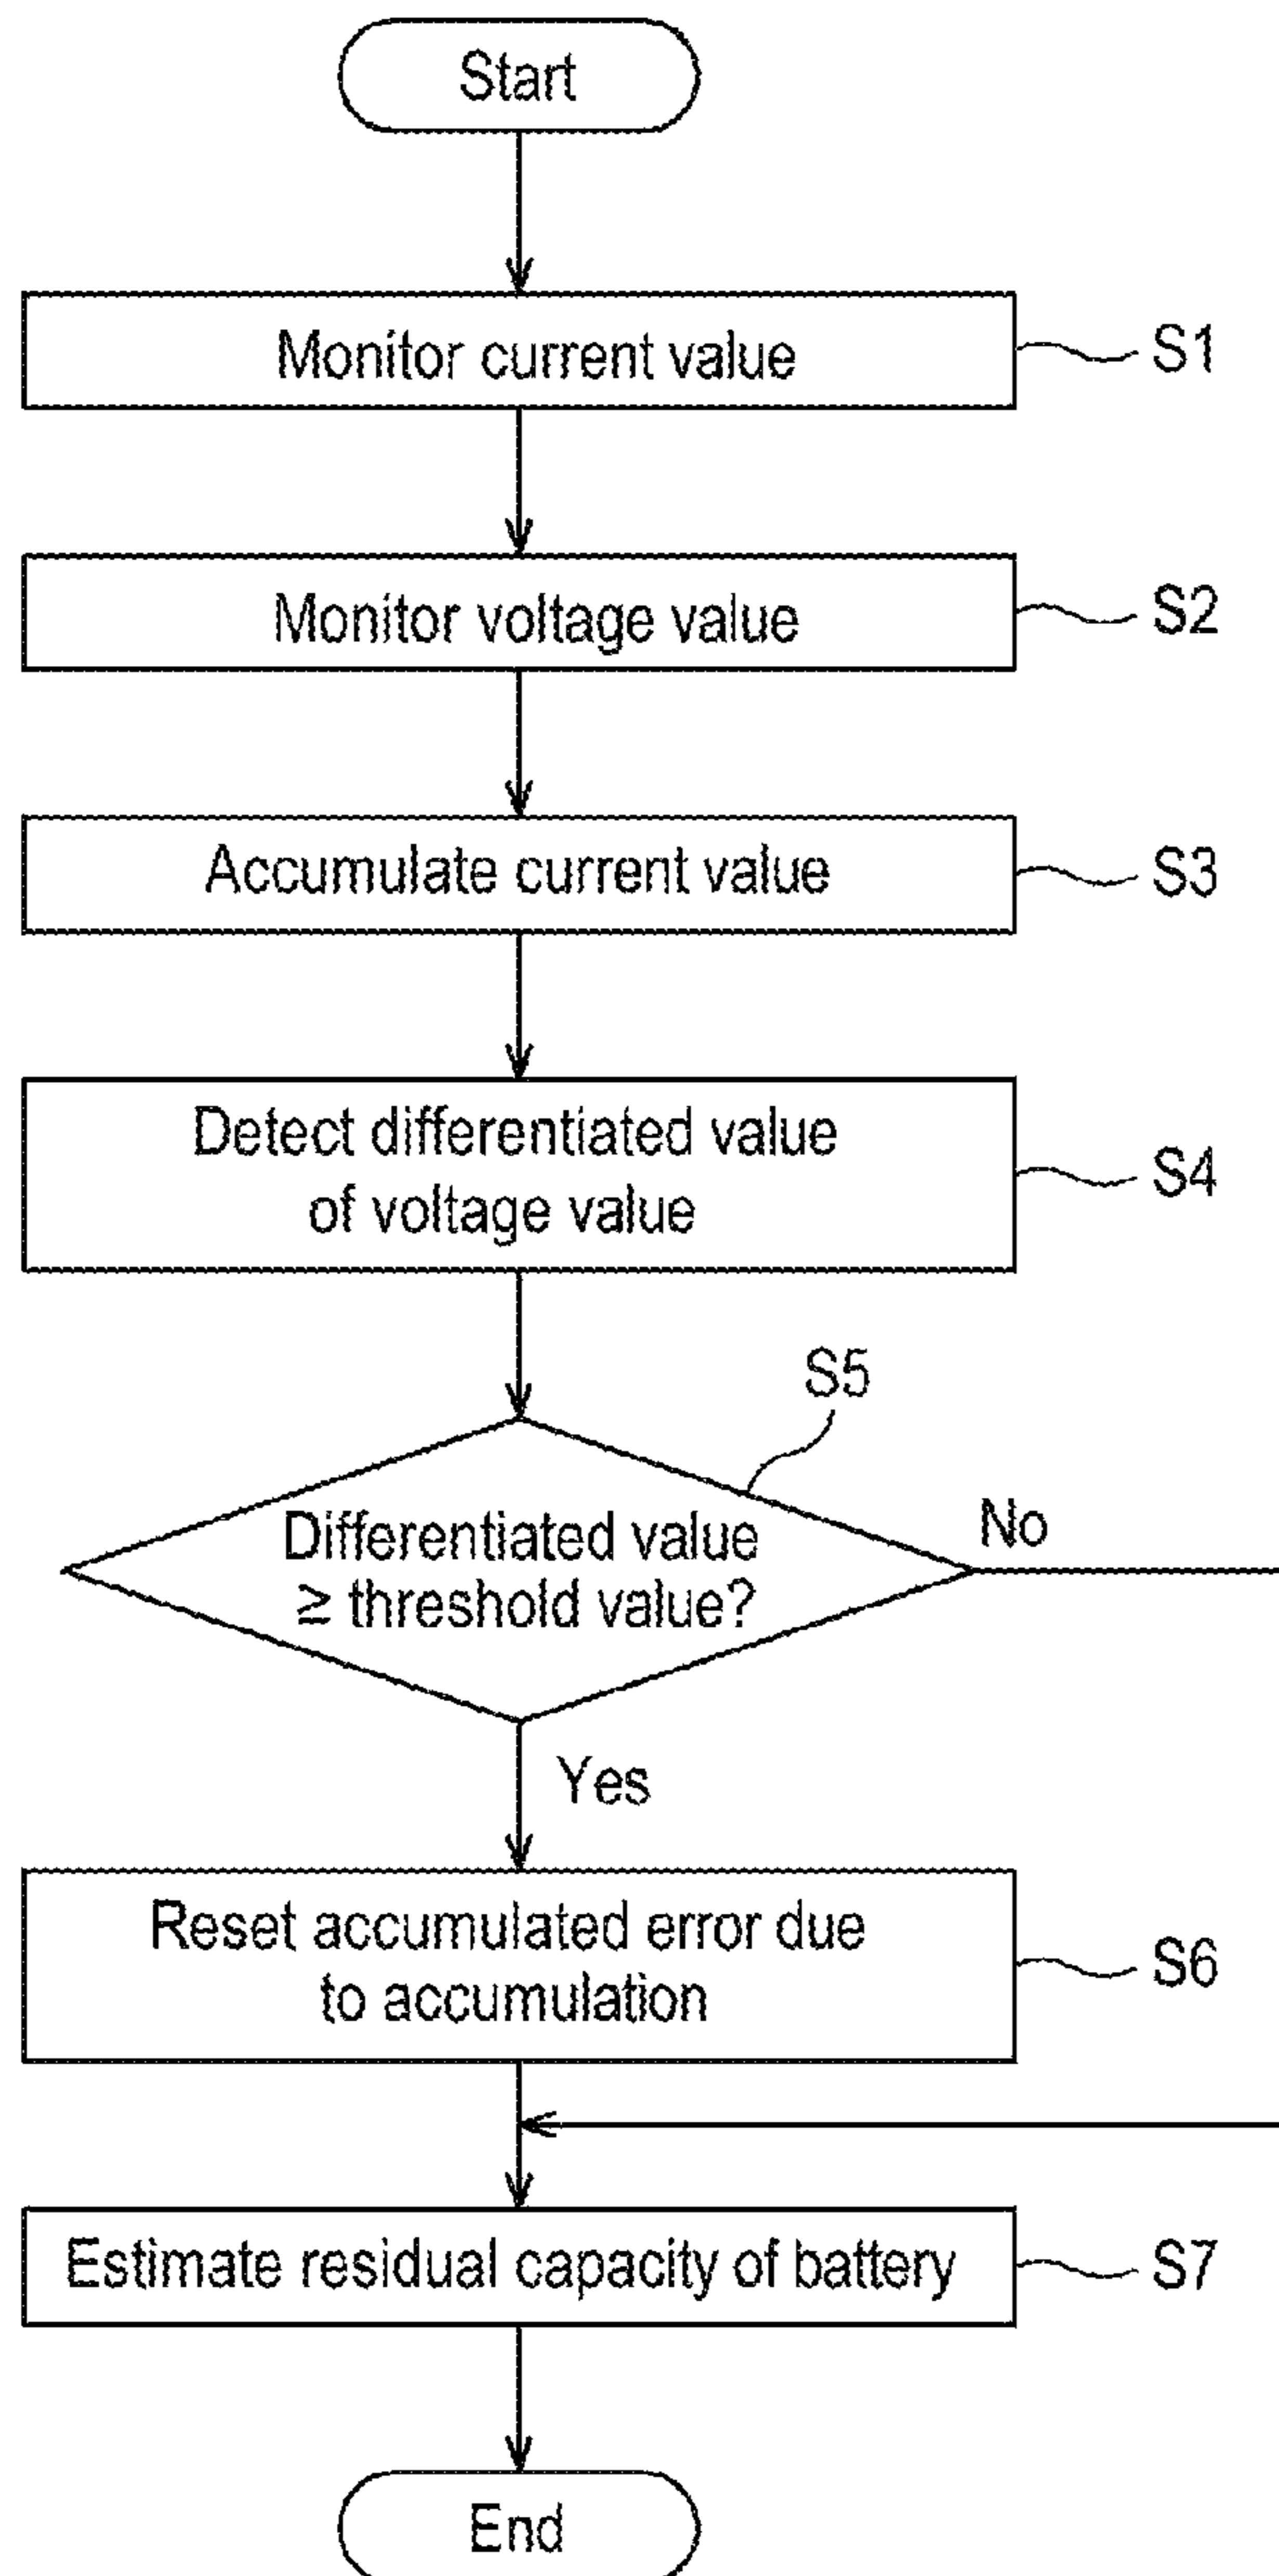 Start
Monitor current value
S1
Monitor voltage value
S2
Accumulate current value
S3
Detect differentiated value
of voltage value
S4
S5
Differentiated value
≥ threshold value?
No
Yes
Reset accumulated error due
to accumulation
S6
Estimate residual capacity of battery
S7
End